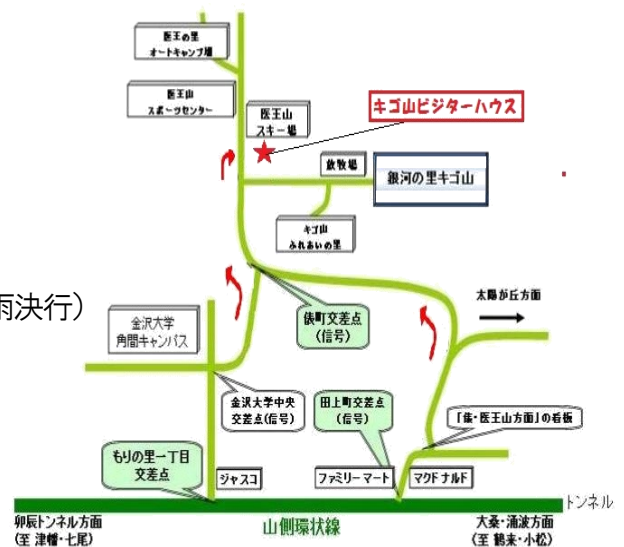 医王の里
オートキャンプ場
医王山
スポーツセンター
医王山
スキー場
キゴ山ビジターハウス
放牧場
銀河の里キゴ山
キゴ山
ふれあいの里
雨決行）
俵町交差点
（信号）
太陽が丘方面
金沢大学
角間キャンパス
金沢大学中央
交差点(信号)
田上町交差点
（信号）
「俵・医王山方面」の看板
もりの里一丁目
交差点
ジャスコ
ファミリーマート
マクドナルド
トンネル
卯辰トンネル方面
（至 津幡・七尾）
山側環状線
大桑・涌波方面
（至 鶴来・小松）